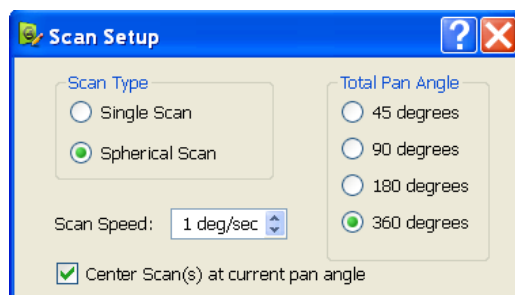 Scan Setup
Scan Type
Single Scan
Spherical Scan
Scan Speed: 1 deg/sec
Total Pan Angle
45 degrees
90 degrees
180 degrees
360 degrees
Center Scan(s) at current pan angle